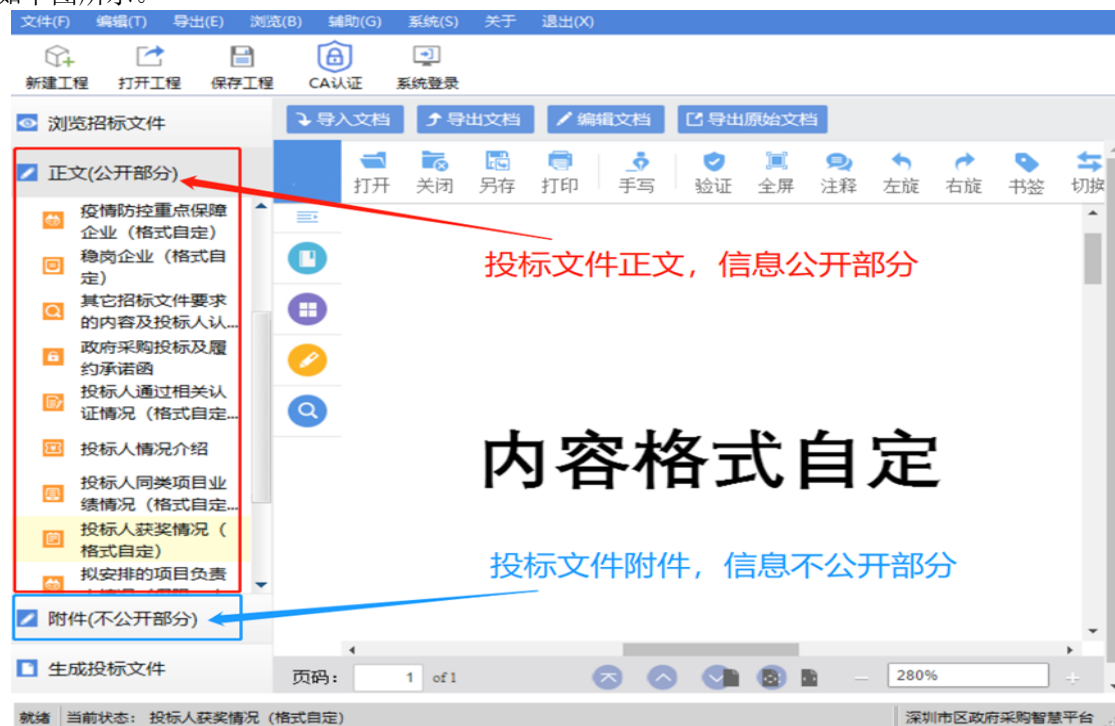 文件(F) 编辑(T) 导出(E) 浏览(B) 辅助(G) 系统(S) 关于 退出(X)
新建工程 打开工程 保存工程 CA认证 系统登录
浏览招标文件
导入文档 导出文档 编辑文档 导出原始文档
正文(公开部分)
打开 关闭 另存 打印 手写 验证 全屏 注释 左旋 右旋 书签 切换
疫情防控重点保障
企业（格式自定）
稳岗企业（格式自
定）
其它招标文件要求
的内容及投标人认...
政府采购投标及履
约承诺函
投标人通过相关认
证情况（格式自定...
投标人情况介绍
投标人同类项目业
绩情况（格式自定...
投标人获奖情况（
格式自定）
拟安排的项目负责
投标文件正文，信息公开部分
内容格式自定
投标文件附件，信息不公开部分
附件(不公开部分)
生成投标文件
页码： 1 of 1 280%
就绪 当前状态： 投标人获奖情况（格式自定） 深圳市区政府采购智慧平台